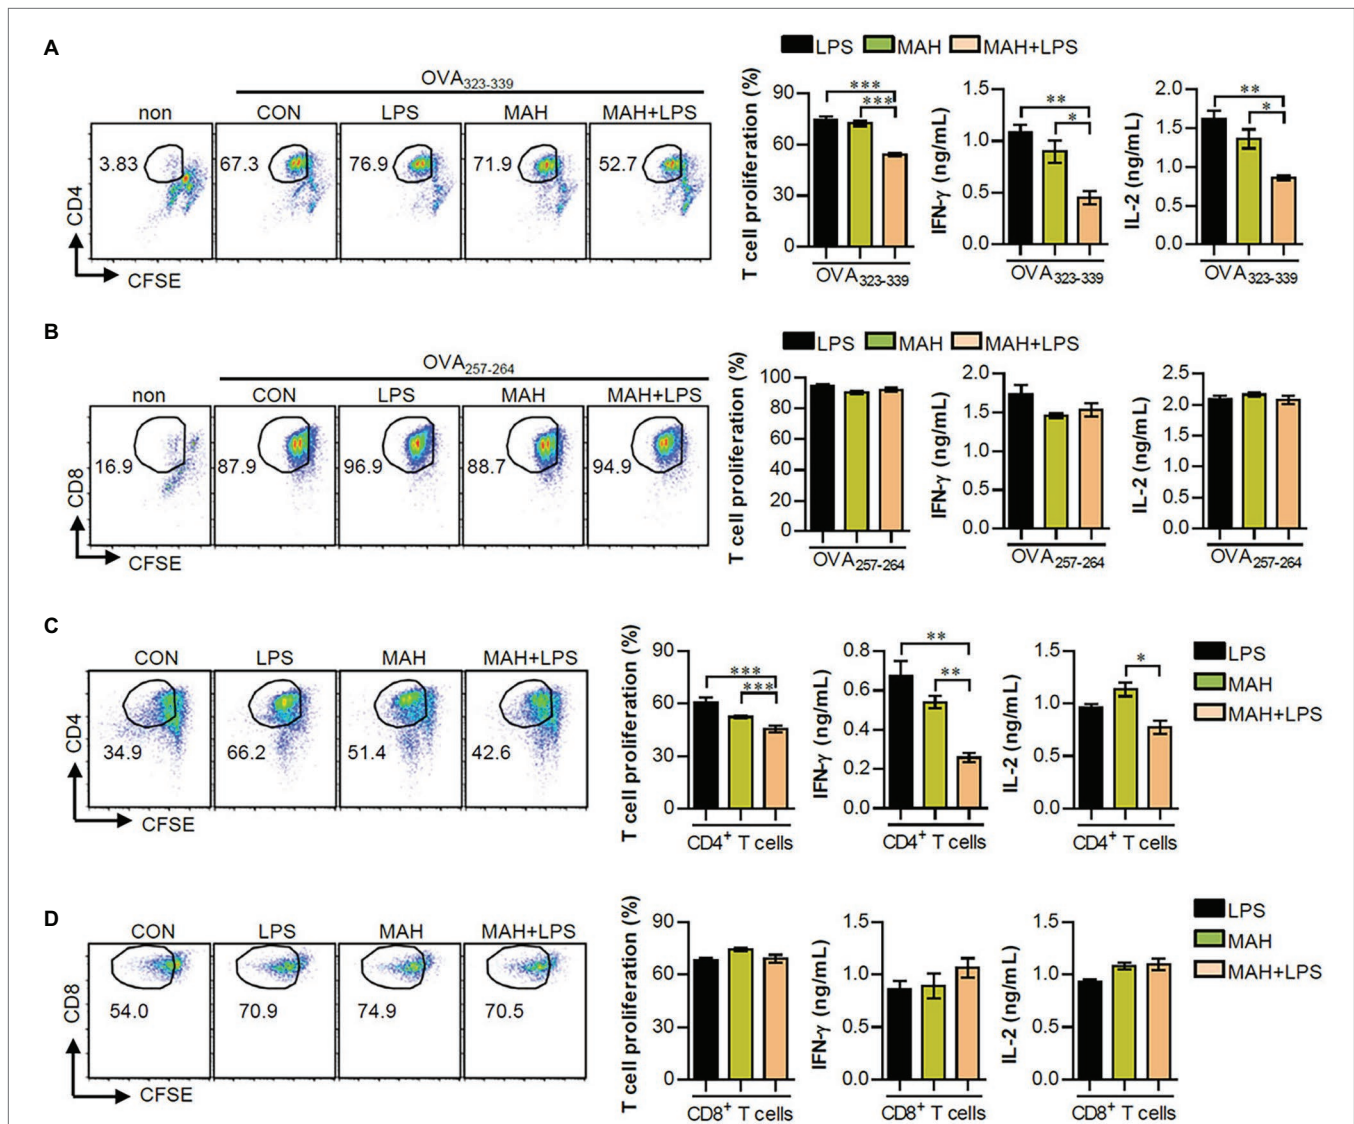 A
OVA323-339
non CON LPS MAH MAH+LPS
3.83 67.3 76.9 71.9 52.7
CD4
CFSE
LPS MAH MAH+LPS
T cell proliferation (%)
90
60
30
0
*** ***
OVA323-339
IFN-γ (ng/mL)
1.5
1.0
0.5
0.0
** *
OVA323-339
IL-2 (ng/mL)
2.0
1.5
1.0
0.5
0.0
** *
OVA323-339
B
OVA257-264
non CON LPS MAH MAH+LPS
16.9 87.9 96.9 88.7 94.9
CD8
CFSE
LPS MAH MAH+LPS
T cell proliferation (%)
100
80
60
40
20
0
OVA257-264
IFN-γ (ng/mL)
2.0
1.5
1.0
0.5
0.0
OVA257-264
IL-2 (ng/mL)
2.5
2.0
1.5
1.0
0.5
0.0
OVA257-264
C
CON LPS MAH MAH+LPS
34.9 66.2 51.4 42.6
CD4
CFSE
T cell proliferation (%)
90
60
30
0
*** ***
CD4+ T cells
IFN-γ (ng/mL)
0.8
0.6
0.4
0.2
0.0
** **
CD4+ T cells
IL-2 (ng/mL)
1.5
1.0
0.5
0.0
*
CD4+ T cells
LPS
MAH
MAH+LPS
D
CON LPS MAH MAH+LPS
54.0 70.9 74.9 70.5
CD8
CFSE
T cell proliferation (%)
90
60
30
0
CD8+ T cells
IFN-γ (ng/mL)
1.5
1.0
0.5
0.0
CD8+ T cells
IL-2 (ng/mL)
1.5
1.0
0.5
0.0
CD8+ T cells
LPS
MAH
MAH+LPS